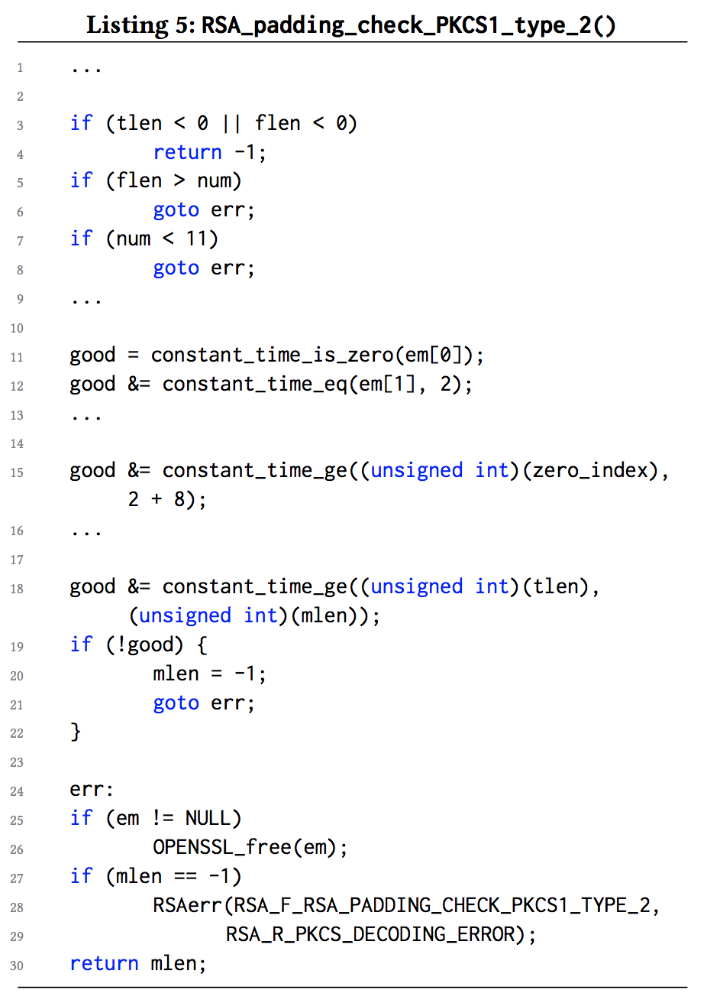 Listing 5: RSA_padding_check_PKCS1_type_2()
1 ...
2
3 if (tlen < 0 || flen < 0)
4 return -1;
5 if (flen > num)
6 goto err;
7 if (num < 11)
8 goto err;
9 ...
10
11 good = constant_time_is_zero(em[0]);
12 good &= constant_time_eq(em[1], 2);
13 ...
14
15 good &= constant_time_ge((unsigned int)(zero_index),
2 + 8);
16 ...
17
18 good &= constant_time_ge((unsigned int)(tlen),
(unsigned int)(mlen));
19 if (!good) {
20 mlen = -1;
21 goto err;
22 }
23
24 err:
25 if (em != NULL)
26 OPENSSL_free(em);
27 if (mlen == -1)
28 RSAerr(RSA_F_RSA_PADDING_CHECK_PKCS1_TYPE_2,
29 RSA_R_PKCS_DECODING_ERROR);
30 return mlen;